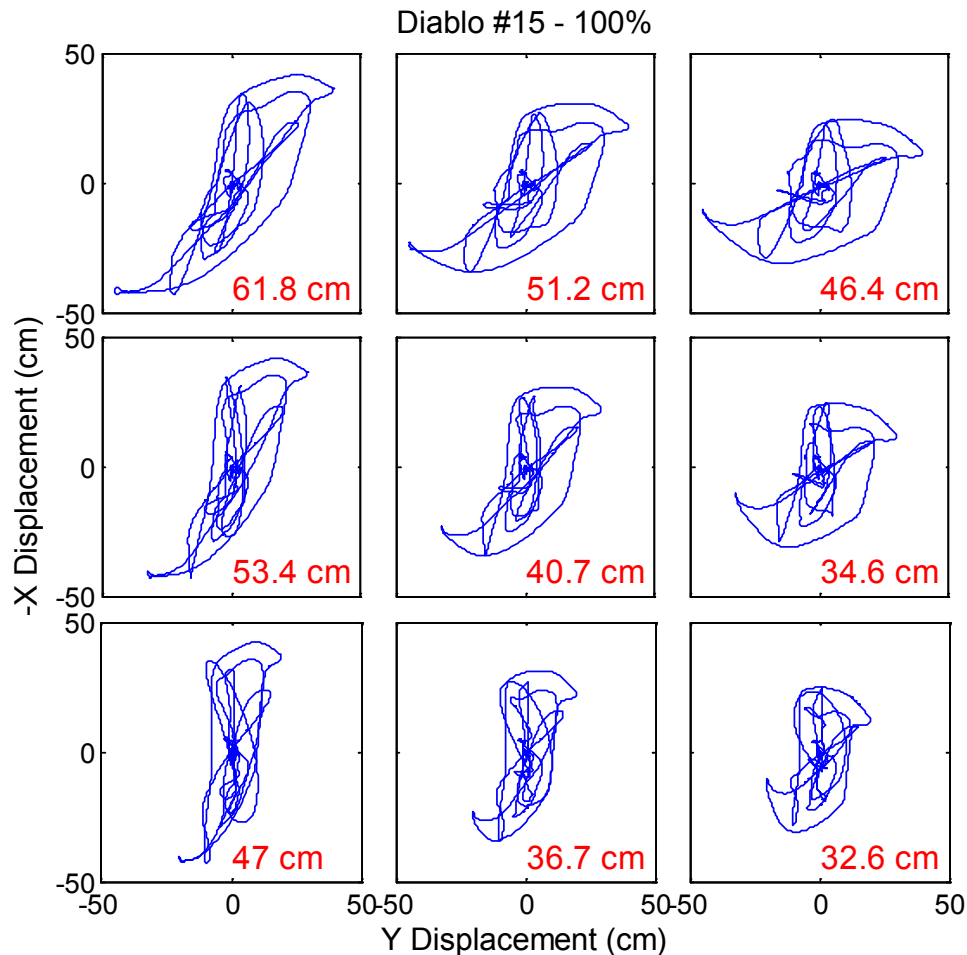 Diablo #15 - 100%
50
0
-50
61.8 cm
51.2 cm
46.4 cm
-X Displacement (cm)
50
0
-50
53.4 cm
40.7 cm
34.6 cm
50
0
-50
47 cm
36.7 cm
32.6 cm
-50 0 50 -50 0 50 -50 0 50
Y Displacement (cm)